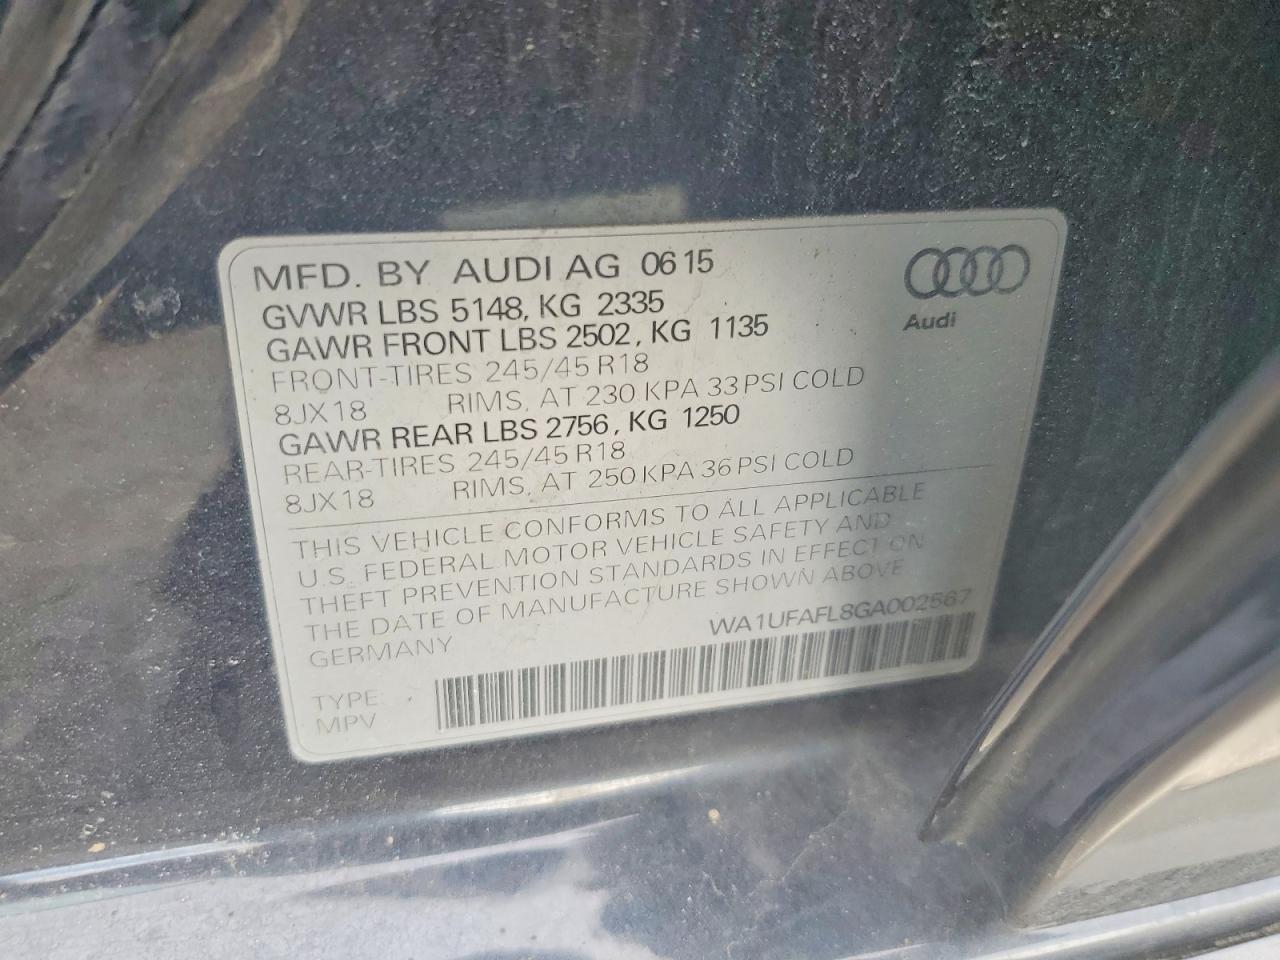 MFD. BY AUDI AG 0615
GVWR LBS 5148, KG 2335
GAWR FRONT LBS 2502, KG 1135
FRONT-TIRES 245/45 R18
8JX18 RIMS, AT 230 KPA 33 PSI COLD
GAWR REAR LBS 2756, KG 1250
REAR-TIRES 245/45 R18
8JX18 RIMS, AT 250 KPA 36 PSI COLD
Audi
THIS VEHICLE CONFORMS TO ALL APPLICABLE
U.S. FEDERAL MOTOR VEHICLE SAFETY AND
THEFT PREVENTION STANDARDS IN EFFECT ON
THE DATE OF MANUFACTURE SHOWN ABOVE
GERMANY
WA1UFAFL8GA002567
TYPE:
MPV